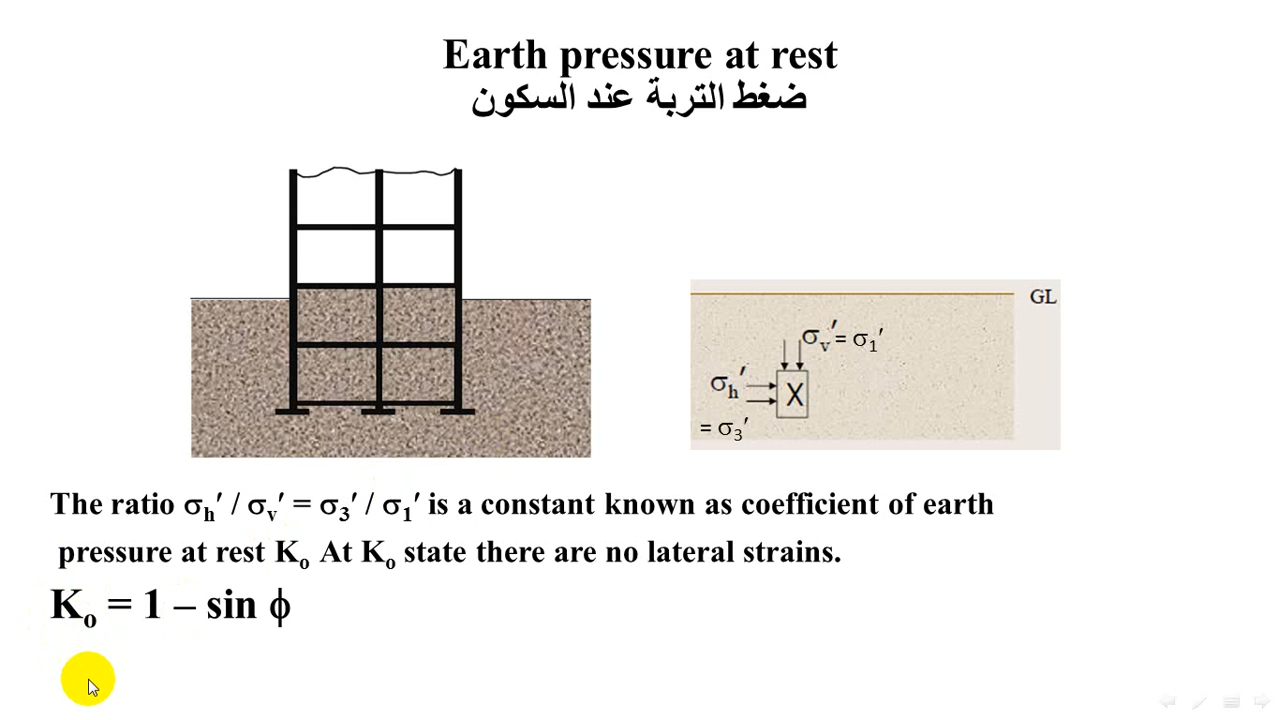 Earth pressure at rest
ضغط التربة عند السكون
GL
σv′ = σ1′
σh′
X
= σ3′
The ratio σh′ / σv′ = σ3′ / σ1′ is a constant known as coefficient of earth
pressure at rest Ko At Ko state there are no lateral strains.
Ko = 1 – sin ϕ